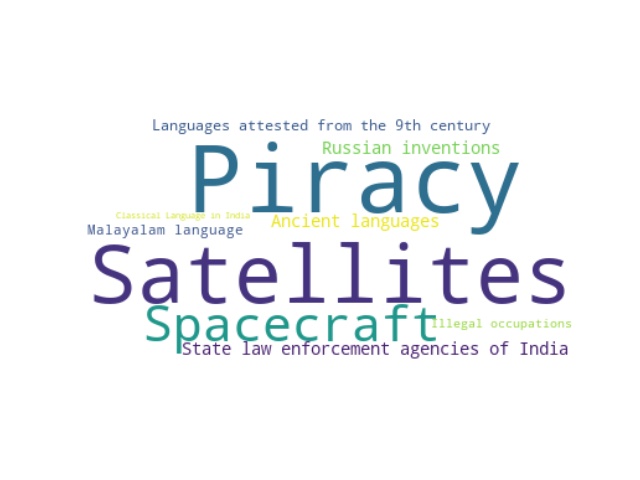 Languages attested from the 9th century
Russian inventions
Piracy
Classical Language in India
Ancient languages
Malayalam language
Satellites
Spacecraft
Illegal occupations
State law enforcement agencies of India